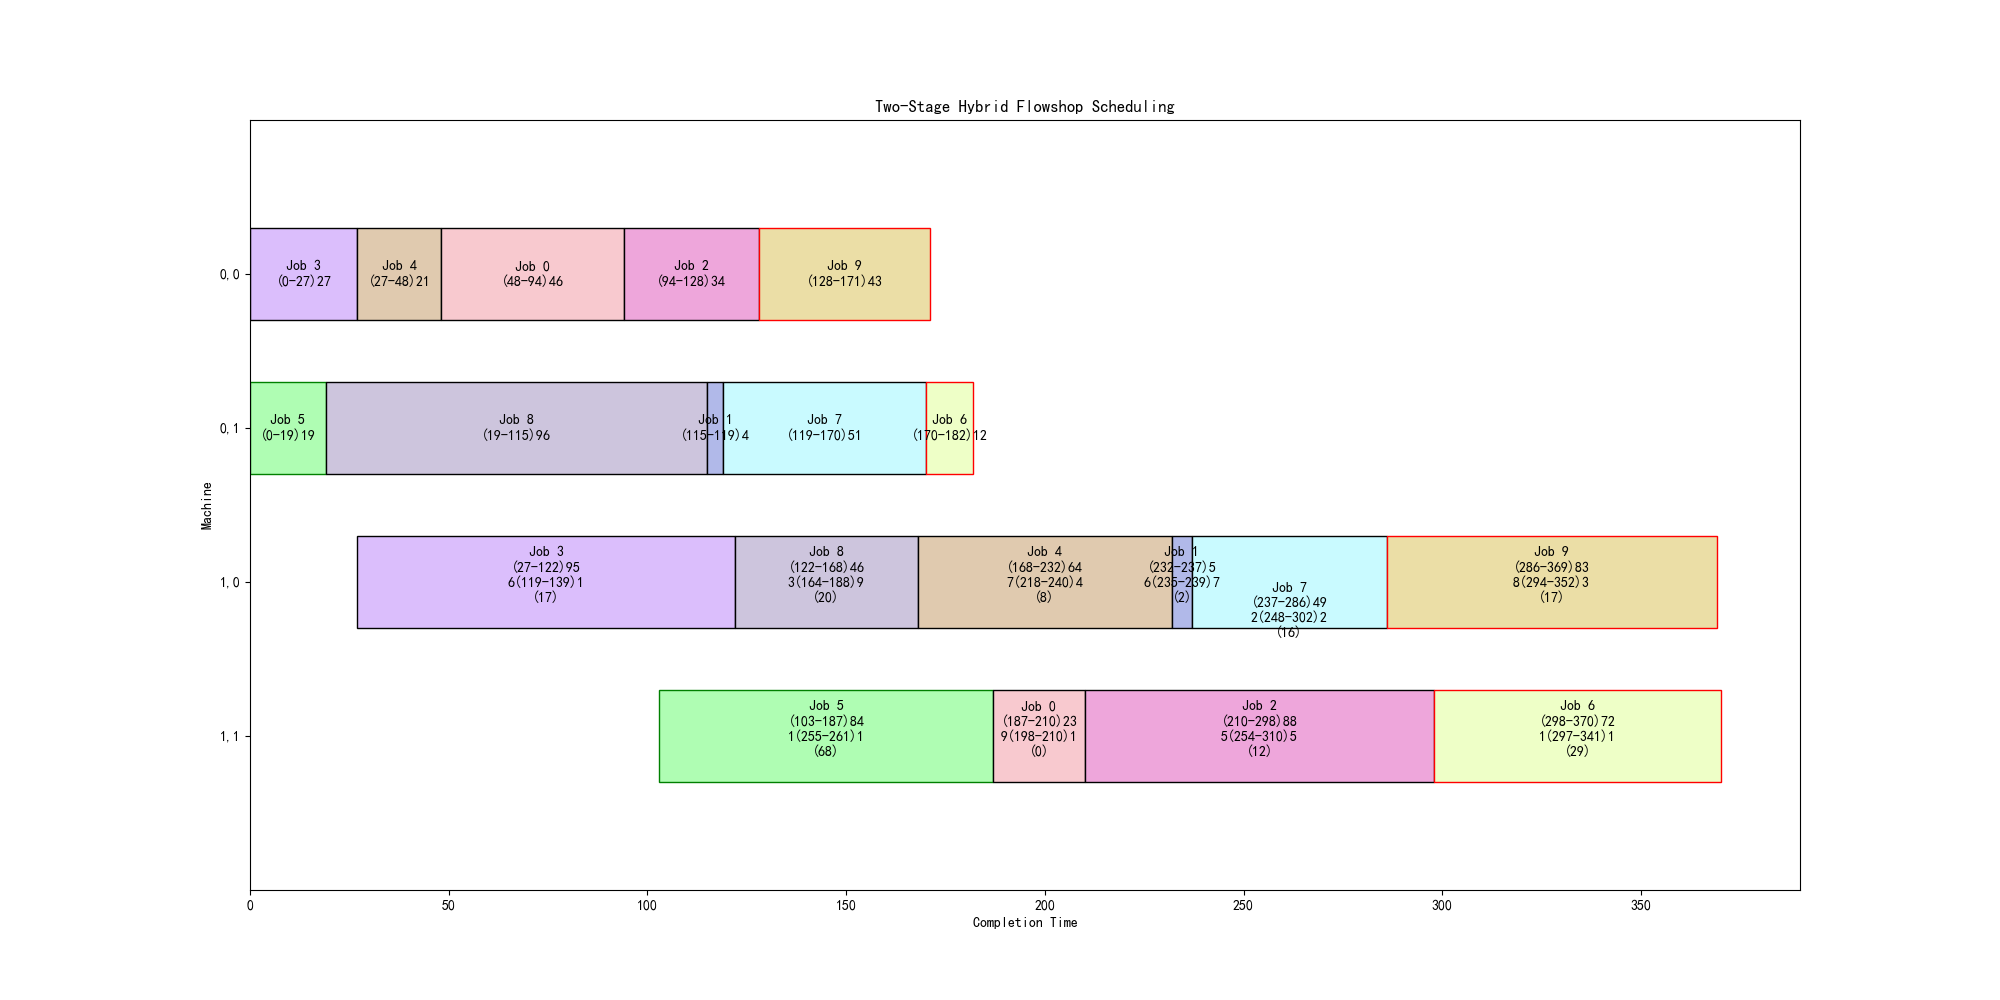 Two-Stage Hybrid Flowshop Scheduling
0,0
Job 3
(0-27)27
Job 4
(27-48)21
Job 0
(48-94)46
Job 2
(94-128)34
Job 9
(128-171)43
0,1
Job 5
(0-19)19
Job 8
(19-115)96
Job 1
(115-119)4
Job 7
(119-170)51
Job 6
(170-182)12
Machine
1,0
Job 3
(27-122)95
6(119-139)1
(17)
Job 8
(122-168)46
3(164-188)9
(20)
Job 4
(168-232)64
7(218-240)4
(8)
Job 1
(232-237)5
6(235-239)7
(2)
Job 7
(237-286)49
2(248-302)2
(16)
Job 9
(286-369)83
8(294-352)3
(17)
1,1
Job 5
(103-187)84
1(255-261)1
(68)
Job 0
(187-210)23
9(198-210)1
(0)
Job 2
(210-298)88
5(254-310)5
(12)
Job 6
(298-370)72
1(297-341)1
(29)
0
50
100
150
200
250
300
350
Completion Time